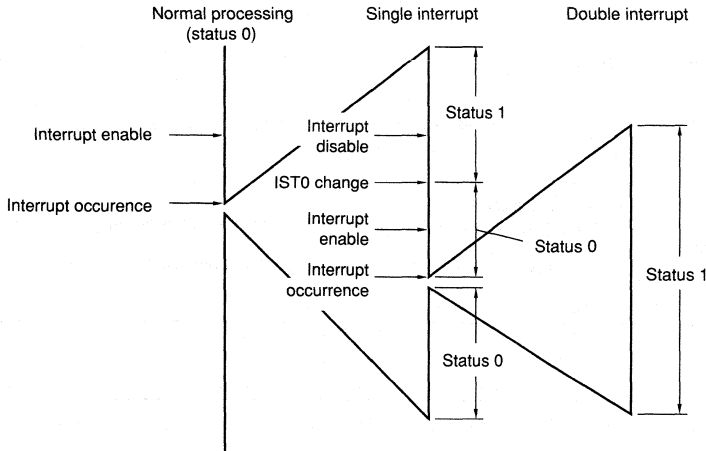 Normal processing
(status 0)
Single interrupt
Double interrupt
Interrupt enable
Interrupt occurence
Interrupt
disable
IST0 change
Interrupt
enable
Interrupt
occurrence
Status 1
Status 0
Status 0
Status 1